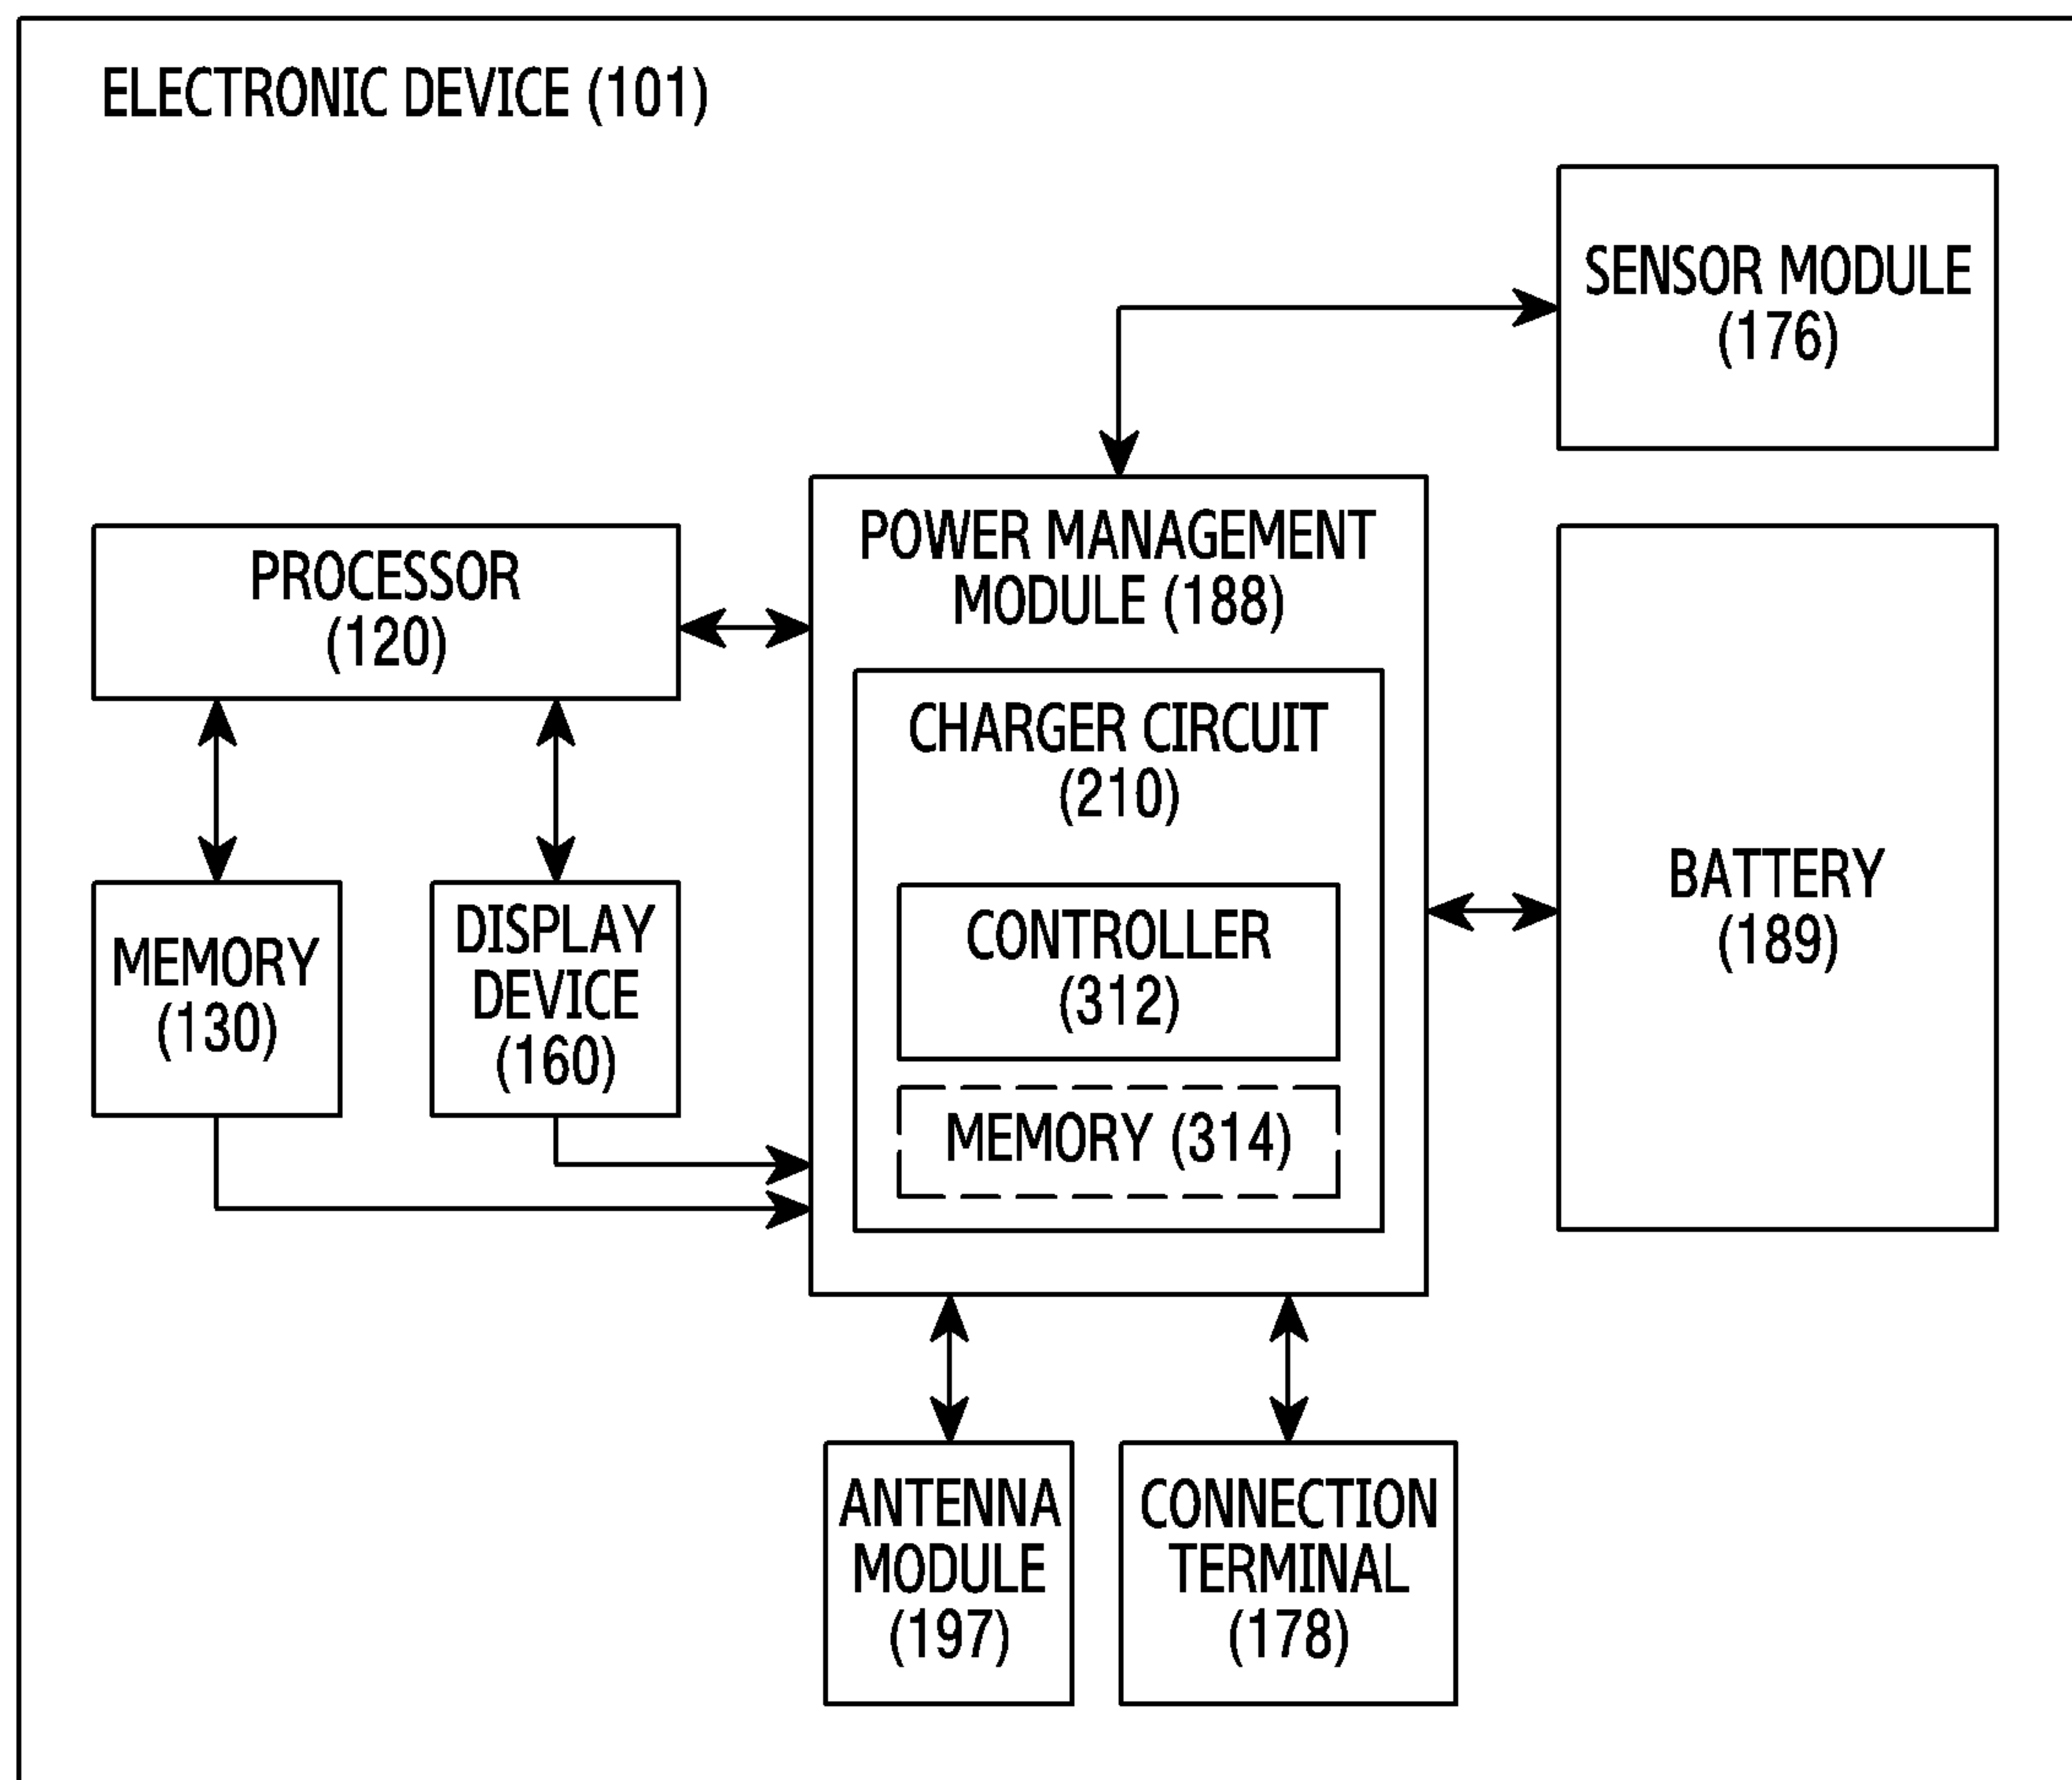 ELECTRONIC DEVICE (101)
SENSOR MODULE
(176)
PROCESSOR
(120)
POWER MANAGEMENT
MODULE (188)
CHARGER CIRCUIT
(210)
CONTROLLER
(312)
MEMORY (314)
BATTERY
(189)
MEMORY
(130)
DISPLAY
DEVICE
(160)
ANTENNA
MODULE
(197)
CONNECTION
TERMINAL
(178)